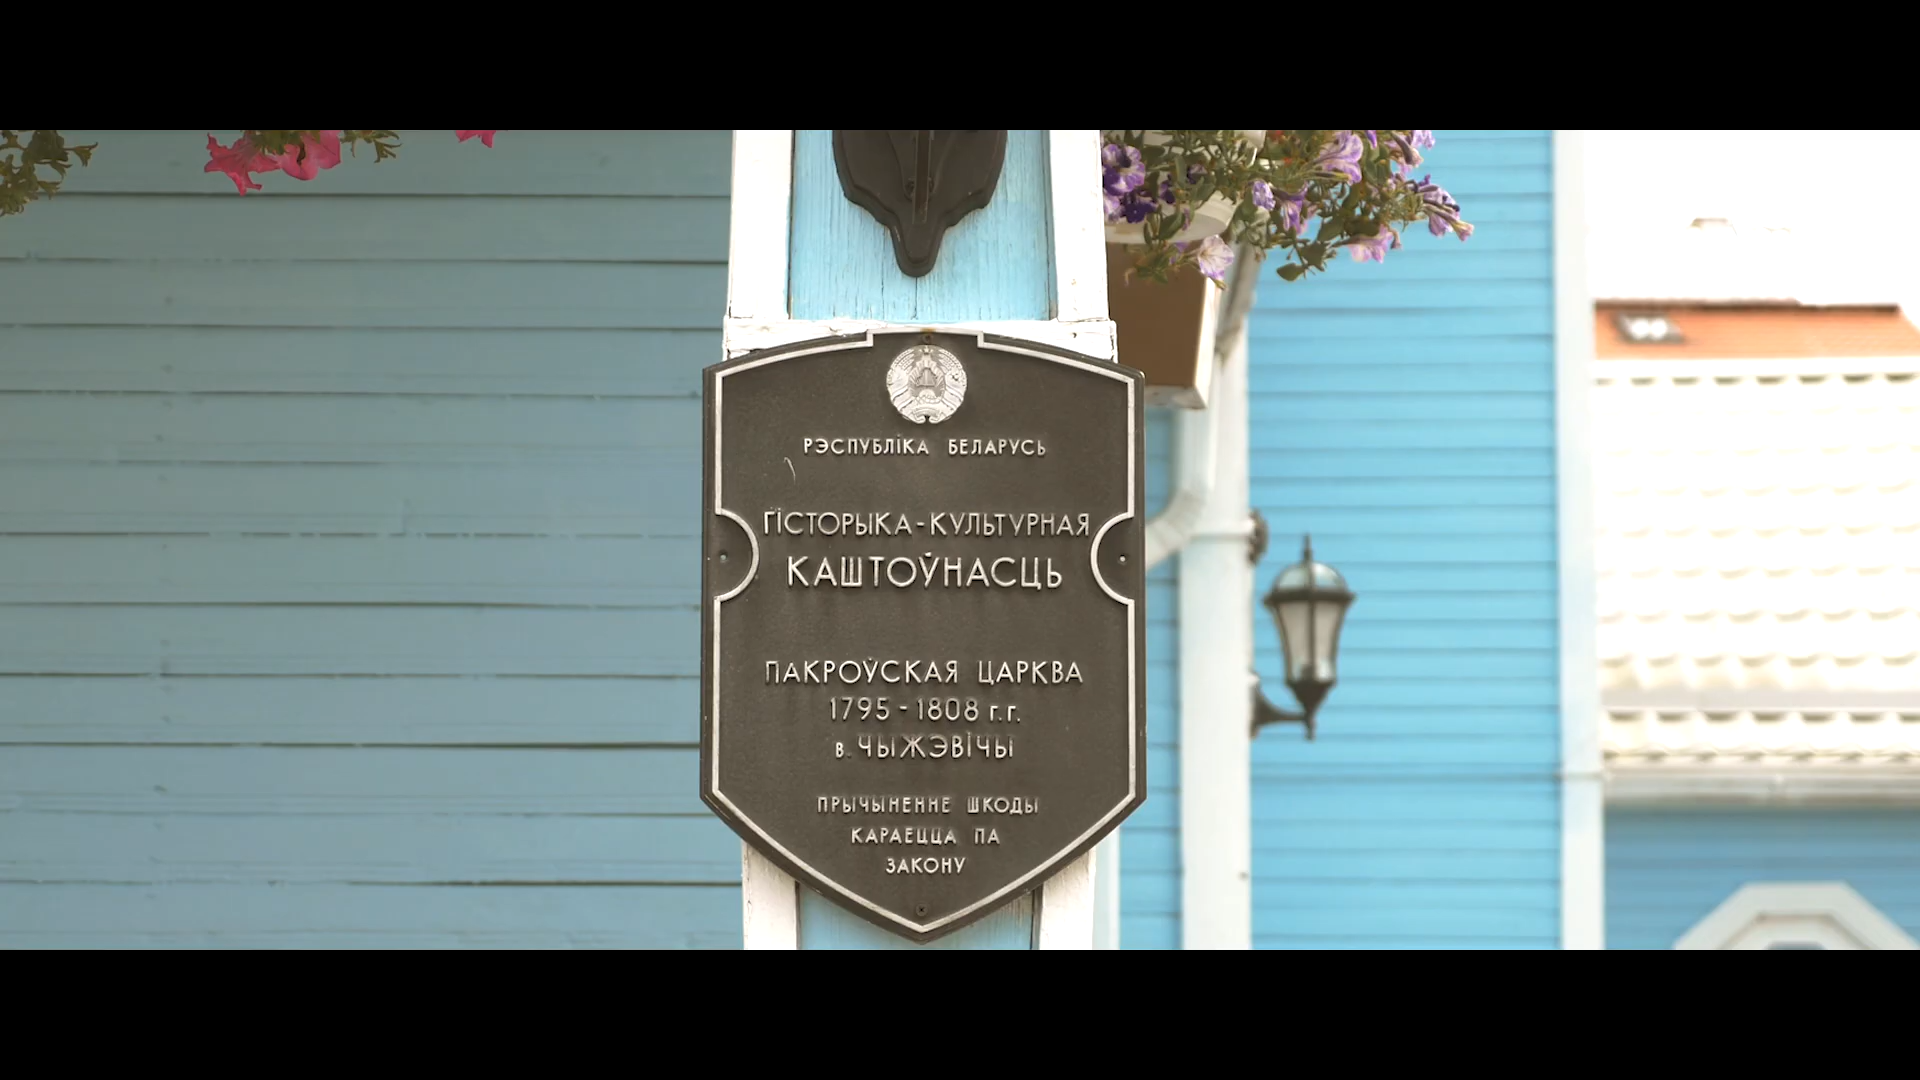 РЭСПУБЛІКА БЕЛАРУСЬ
ГІСТОРЫКА-КУЛЬТУРНАЯ
КАШТОЎНАСЦЬ
ПАКРОЎСКАЯ ЦАРКВА
1795-1808 г.г.
в. ЧЫЖЭВІЧЫ
ПРЫЧЫНЕННЕ ШКОДЫ
КАРАЕЦЦА ПА
ЗАКОНУ